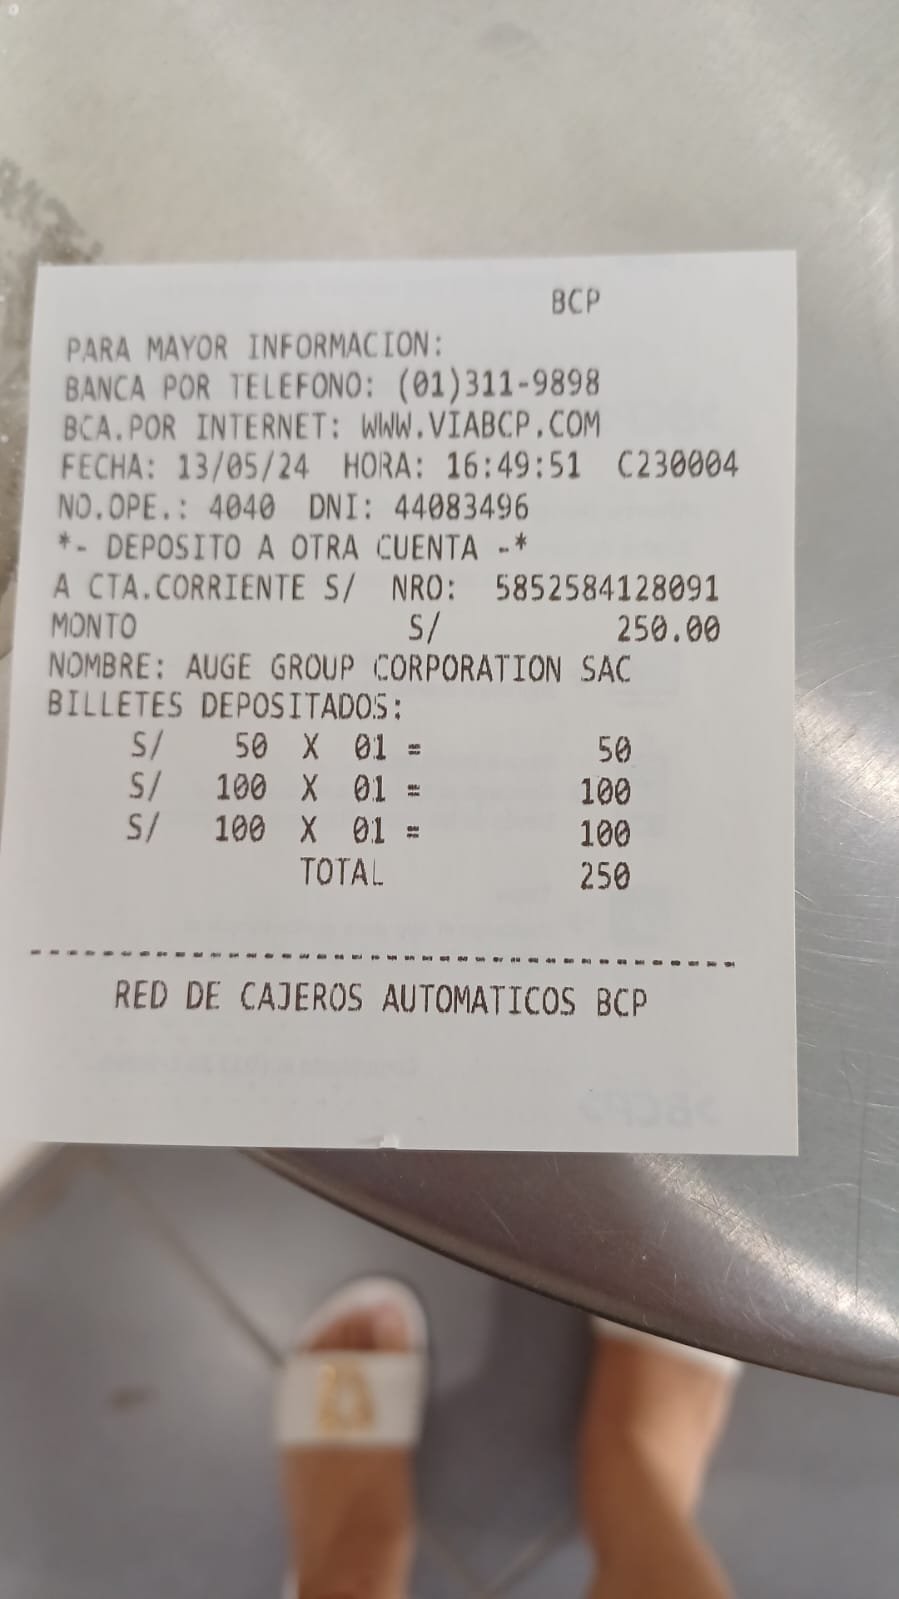 BCP
PARA MAYOR INFORMACION:
BANCA POR TELEFONO: (01)311-9898
BCA.POR INTERNET: WWW.VIABCP.COM
FECHA: 13/05/24 HORA: 16:49:51 C230004
NO.OPE.: 4040 DNI: 44083496
*- DEPOSITO A OTRA CUENTA -*
A CTA.CORRIENTE S/ NRO: 5852584128091
MONTO S/ 250.00
NOMBRE: AUGE GROUP CORPORATION SAC
BILLETES DEPOSITADOS:
S/ 50 X 01 = 50
S/ 100 X 01 = 100
S/ 100 X 01 = 100
TOTAL 250
RED DE CAJEROS AUTOMATICOS BCP